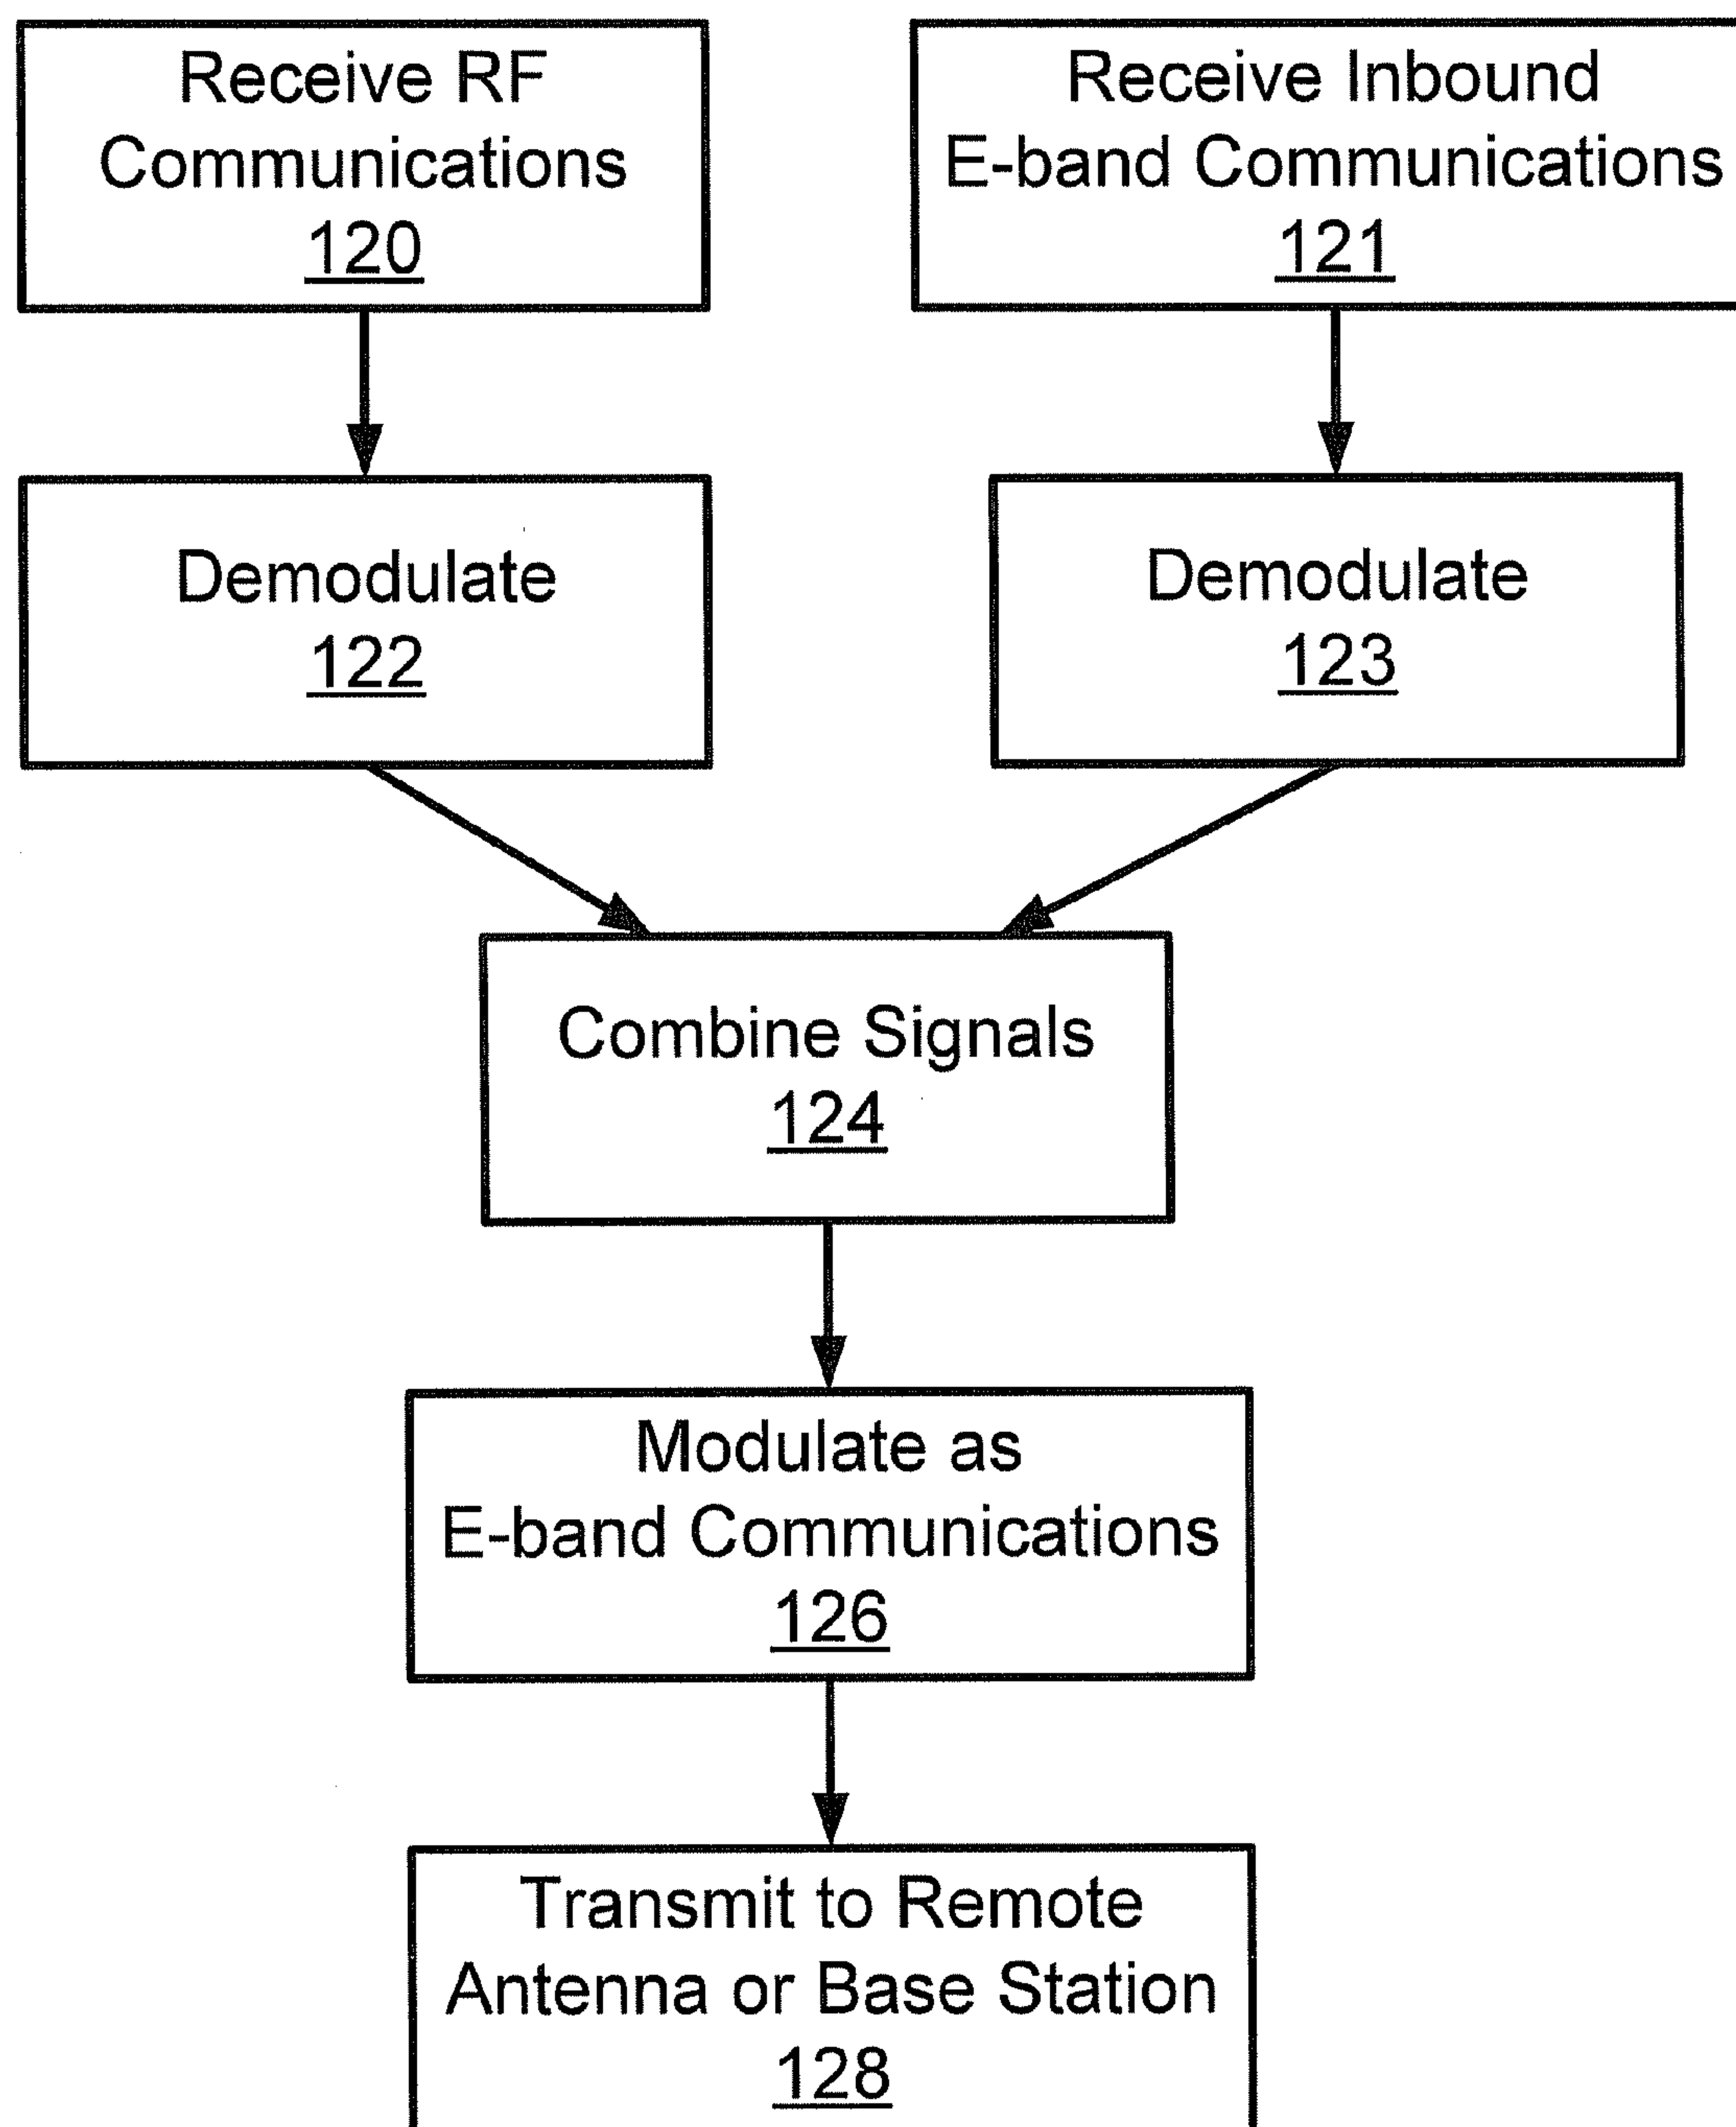 Receive RF
Communications
120
Receive Inbound
E-band Communications
121
Demodulate
122
Demodulate
123
Combine Signals
124
Modulate as
E-band Communications
126
Transmit to Remote
Antenna or Base Station
128